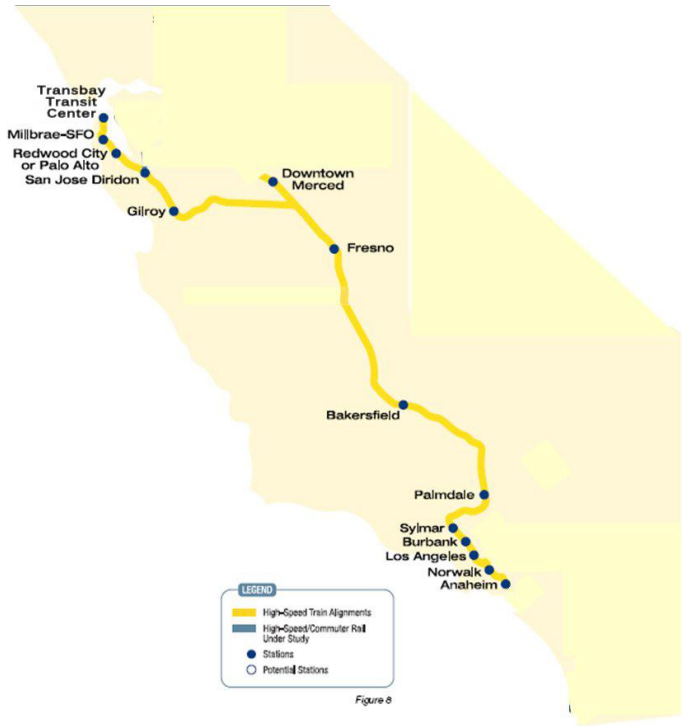 Transbay
Transit
Center
Millbrae-SFO
Redwood City
or Palo Alto
San Jose Diridon
Gilroy
Downtown
Merced
Fresno
Bakersfield
Palmdale
Sylmar
Burbank
Los Angeles
Norwalk
Anaheim
LEGEND
High-Speed Train Alignments
High-Speed/Commuter Rail
Under Study
Stations
Potential Stations
Figure 8